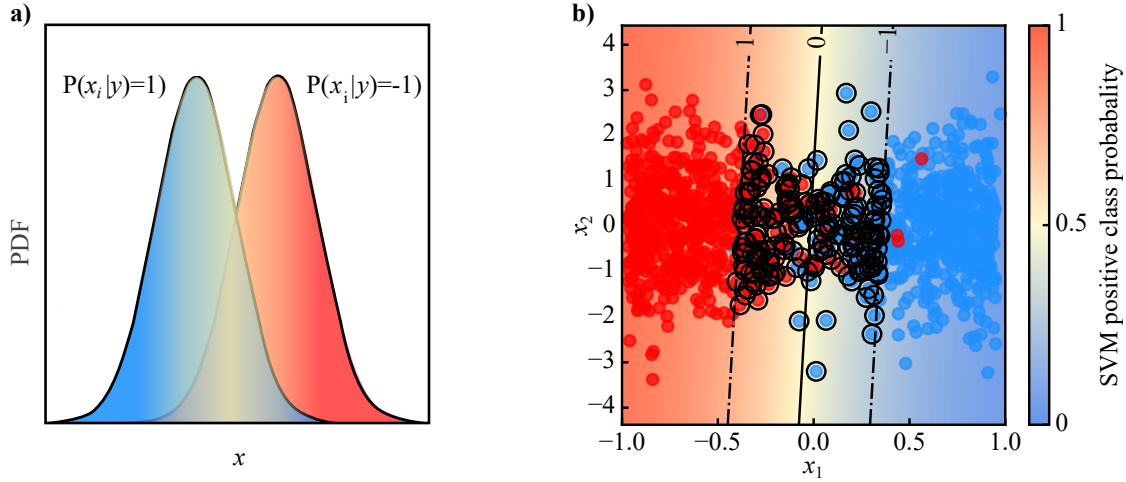 a)
P(xᵢ|y)=1)
P(xᵢ|y)=-1)
PDF
x
b)
1
0
−1
4
3
2
1
0
−1
−2
−3
−4
x₂
−1.0
−0.5
0.0
0.5
1.0
x₁
1
0.5
0
SVM positive class probabality